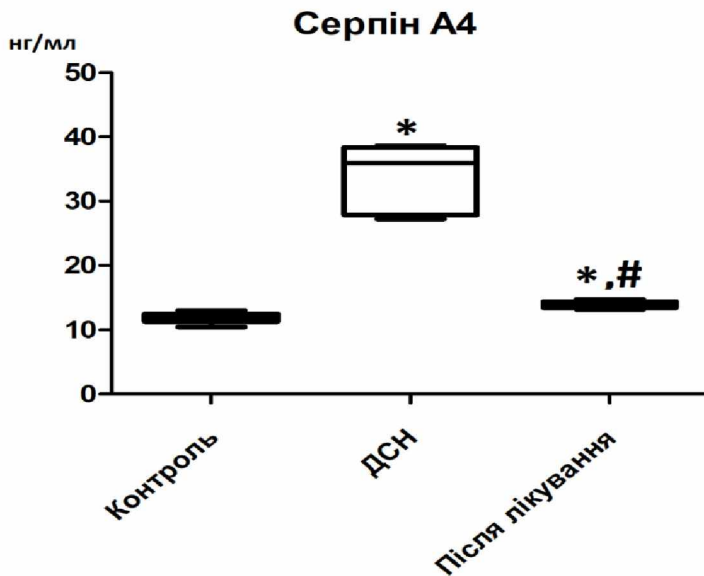 Серпін А4
нг/мл
50
40
30
20
10
0
*
*,#
Контроль
ДСН
Після лікування